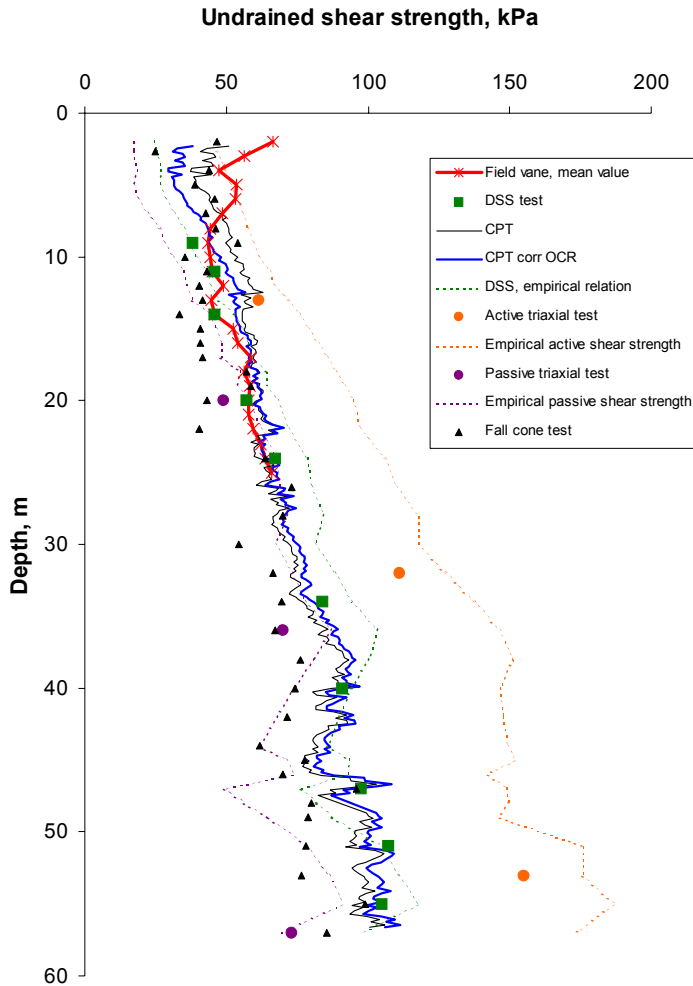 Undrained shear strength, kPa
0 50 100 150 200
0
10
20
30
40
50
60
Depth, m
Field vane, mean value
DSS test
CPT
CPT corr OCR
DSS, empirical relation
Active triaxial test
Empirical active shear strength
Passive triaxial test
Empirical passive shear strength
Fall cone test